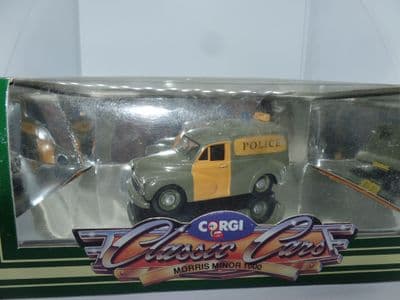 POLICE
CORGI
Classic Cars
MORRIS MINOR 1000